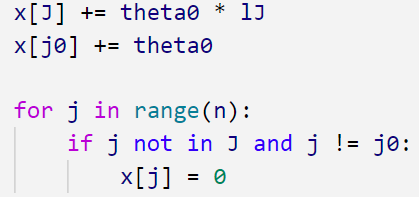 x[J] += theta0 * lJ
x[j0] += theta0
for j in range(n):
if j not in J and j != j0:
x[j] = 0